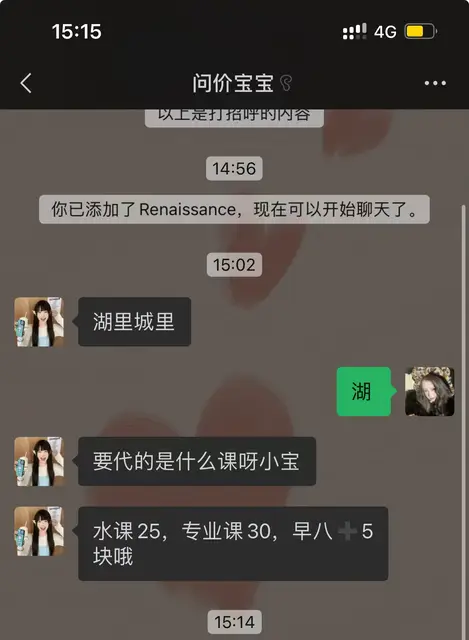 15:15
4G
问价宝宝
以上是打招呼的内容
14:56
你已添加了Renaissance，现在可以开始聊天了。
15:02
湖里城里
湖
要代的是什么课呀小宝
水课25，专业课30，早八➕5
块哦
15:14